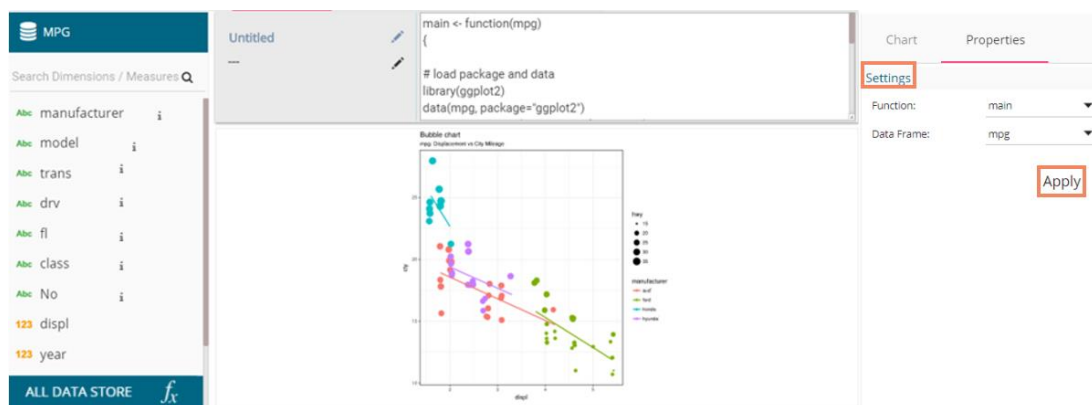 MPG
Search Dimensions / Measures
Abc manufacturer i
Abc model i
Abc trans i
Abc drv i
Abc fl i
Abc class i
Abc No i
123 displ
123 year
ALL DATA STORE fx
Untitled
---
main <- function(mpg)
{
# load package and data
library(ggplot2)
data(mpg, package="ggplot2")
Bubble chart
mpg: Displacement vs City Mileage
cty
displ
hwy
manufacturer
audi
ford
honda
hyundai
Chart Properties
Settings
Function: main
Data Frame: mpg
Apply